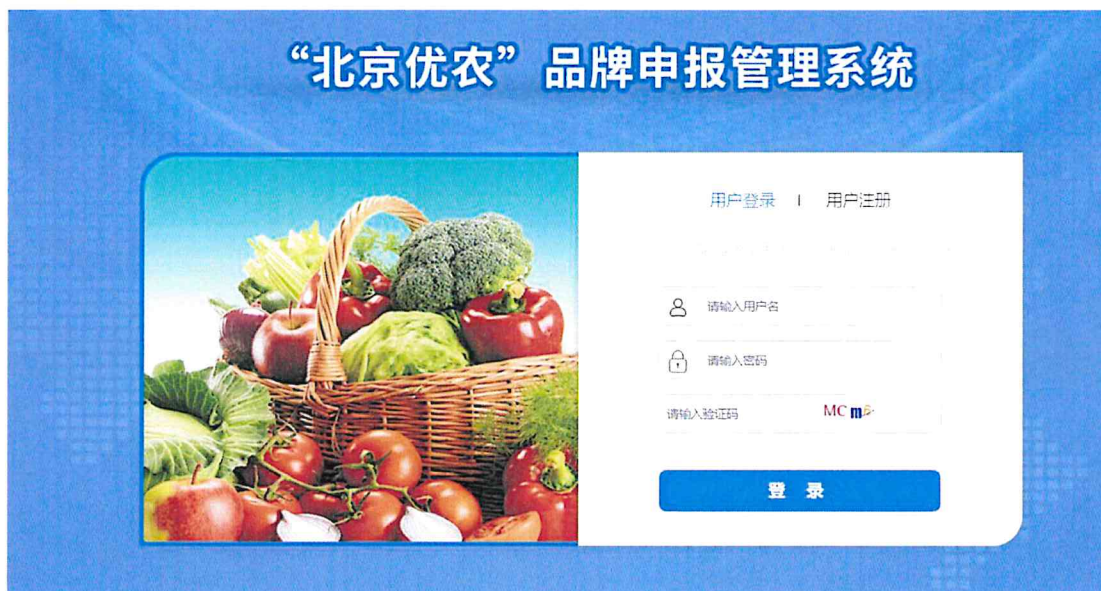 “北京优农”品牌申报管理系统
用户登录 | 用户注册
请输入用户名
请输入密码
请输入验证码 MC m
登 录